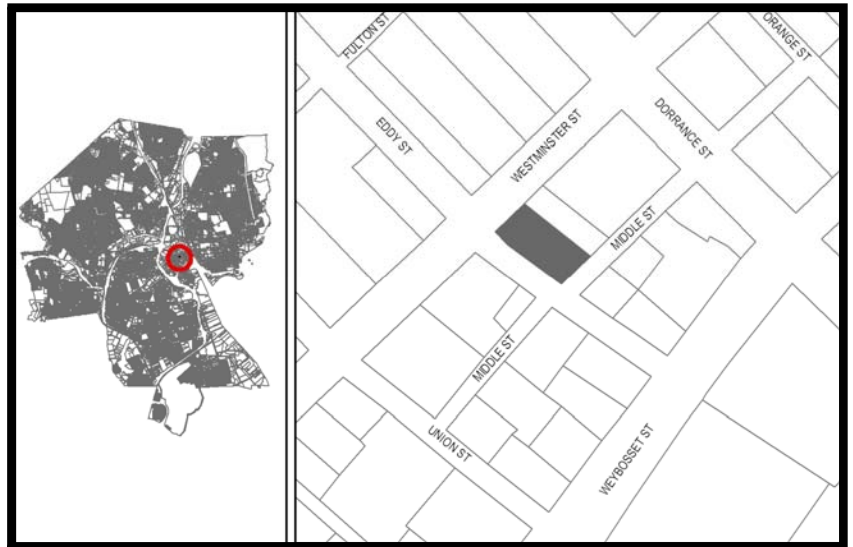 FULTON ST
ORANGE ST
EDDY ST
WESTMINSTER ST
DORRANCE ST
MIDDLE ST
MIDDLE ST
UNION ST
WEYBOSSET ST